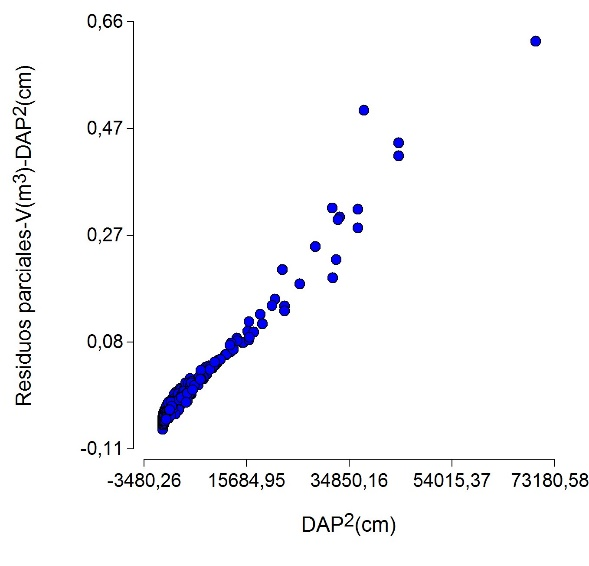 Residuos parciales-V(m³)-DAP²(cm)
0,66
0,47
0,27
0,08
-0,11
-3480,26 15684,95 34850,16 54015,37 73180,58
DAP²(cm)